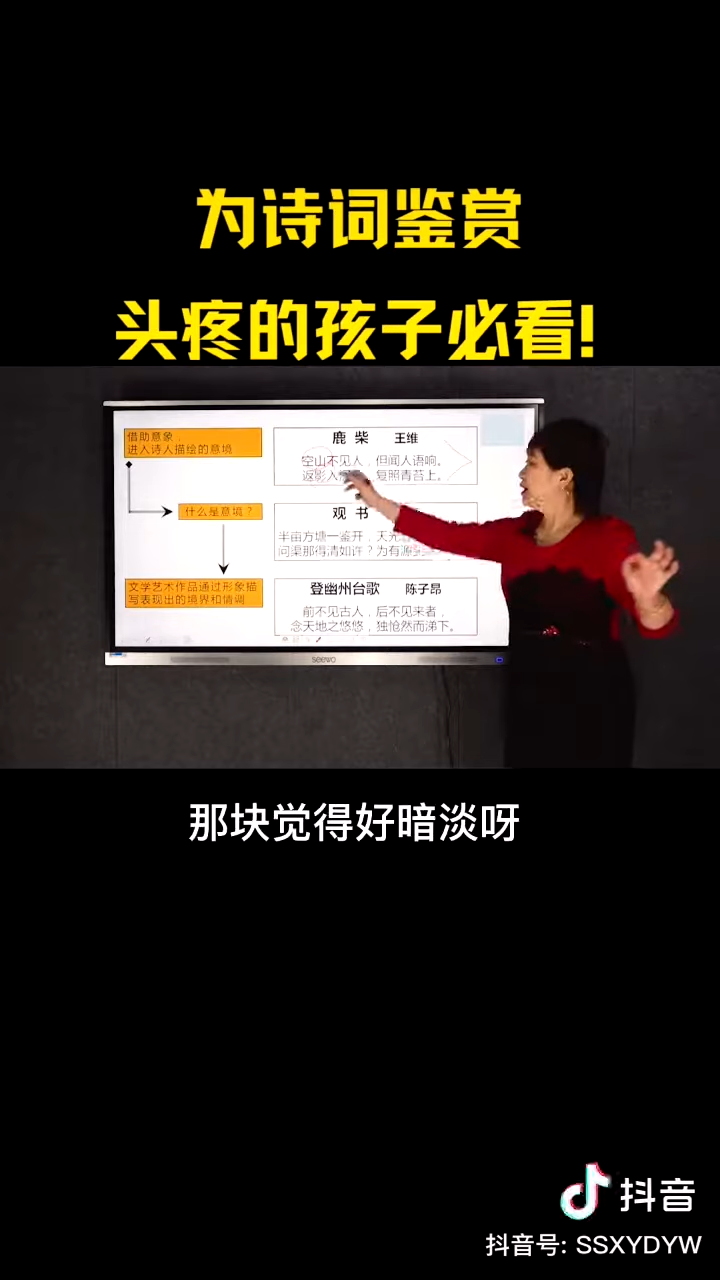 为诗词鉴赏
头疼的孩子必看!
借助意象，
进入诗人描绘的意境
什么是意境？
文学艺术作品通过形象描
写表现出的境界和情调
鹿 柴 王维
空山不见人，但闻人语响。
返影入 复照青苔上。
观 书
半亩方塘一鉴开，天光
问渠那得清如许？为有源
登幽州台歌 陈子昂
前不见古人，后不见来者，
念天地之悠悠，独怆然而涕下。
seewo
那块觉得好暗淡呀
抖音
抖音号: SSXYDYW